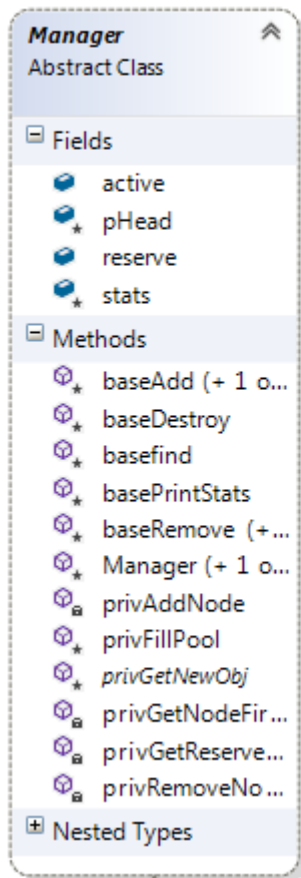 Manager
Abstract Class
Fields
active
pHead
reserve
stats
Methods
baseAdd (+ 1 o...
baseDestroy
basefind
basePrintStats
baseRemove (+...
Manager (+ 1 o...
privAddNode
privFillPool
privGetNewObj
privGetNodeFir...
privGetReserve...
privRemoveNo...
Nested Types